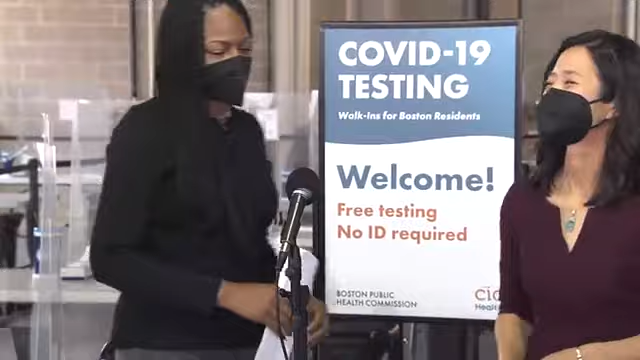 COVID-19
TESTING
Walk-Ins for Boston Residents
Welcome!
Free testing
No ID required
BOSTON PUBLIC
HEALTH COMMISSION